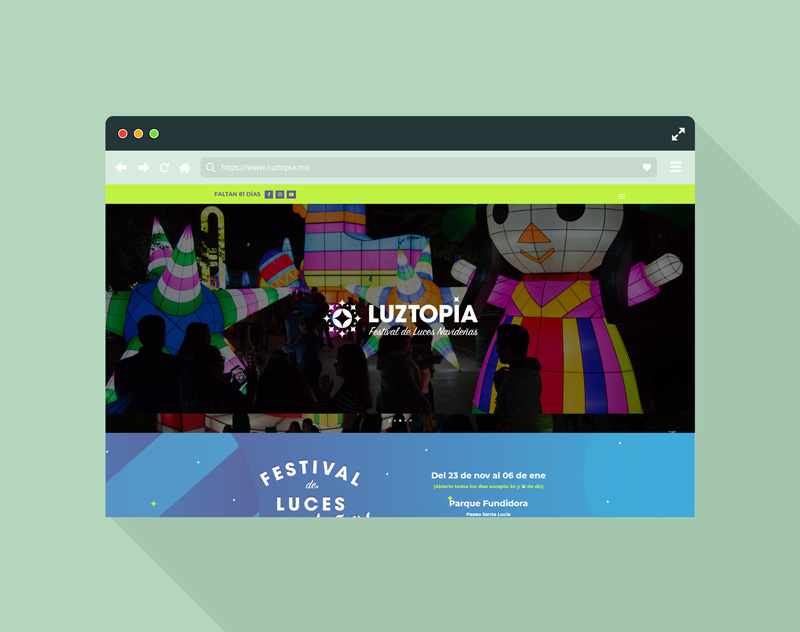 https://www.luztopia.mx
FALTAN 81 DÍAS
LUZTOPÍA
Festival de Luces Navideñas
FESTIVAL
de
LUCES
Del 23 de nov al 06 de ene
(Abierto todos los días excepto 24 y 31 de dic)
Parque Fundidora
Paseo Santa Lucía